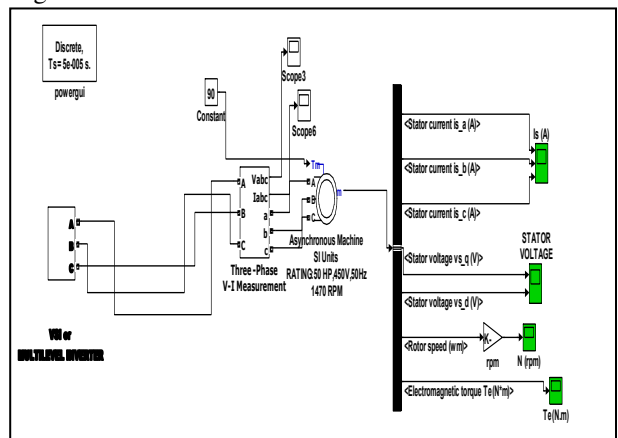 Discrete,
Ts = 5e-005 s.
powergui
Scope3
90
Constant
Scope6
Tm
A
Vabc
Iabc
B
a
b
C
c
A
B
C
m
Asynchronous Machine
SI Units
RATING:50 HP,450V,50Hz
1470 RPM
Three-Phase
V-I Measurement
A
B
C
VSI or
MULTILEVEL INVERTER
<Stator current is_a (A)>
Is (A)
<Stator current is_b (A)>
<Stator current is_c (A)>
STATOR
VOLTAGE
<Stator voltage vs_q (V)>
<Stator voltage vs_d (V)>
<Rotor speed (wm)>
K-
rpm
N (rpm)
<Electromagnetic torque Te (N*m)>
Te(N.m)